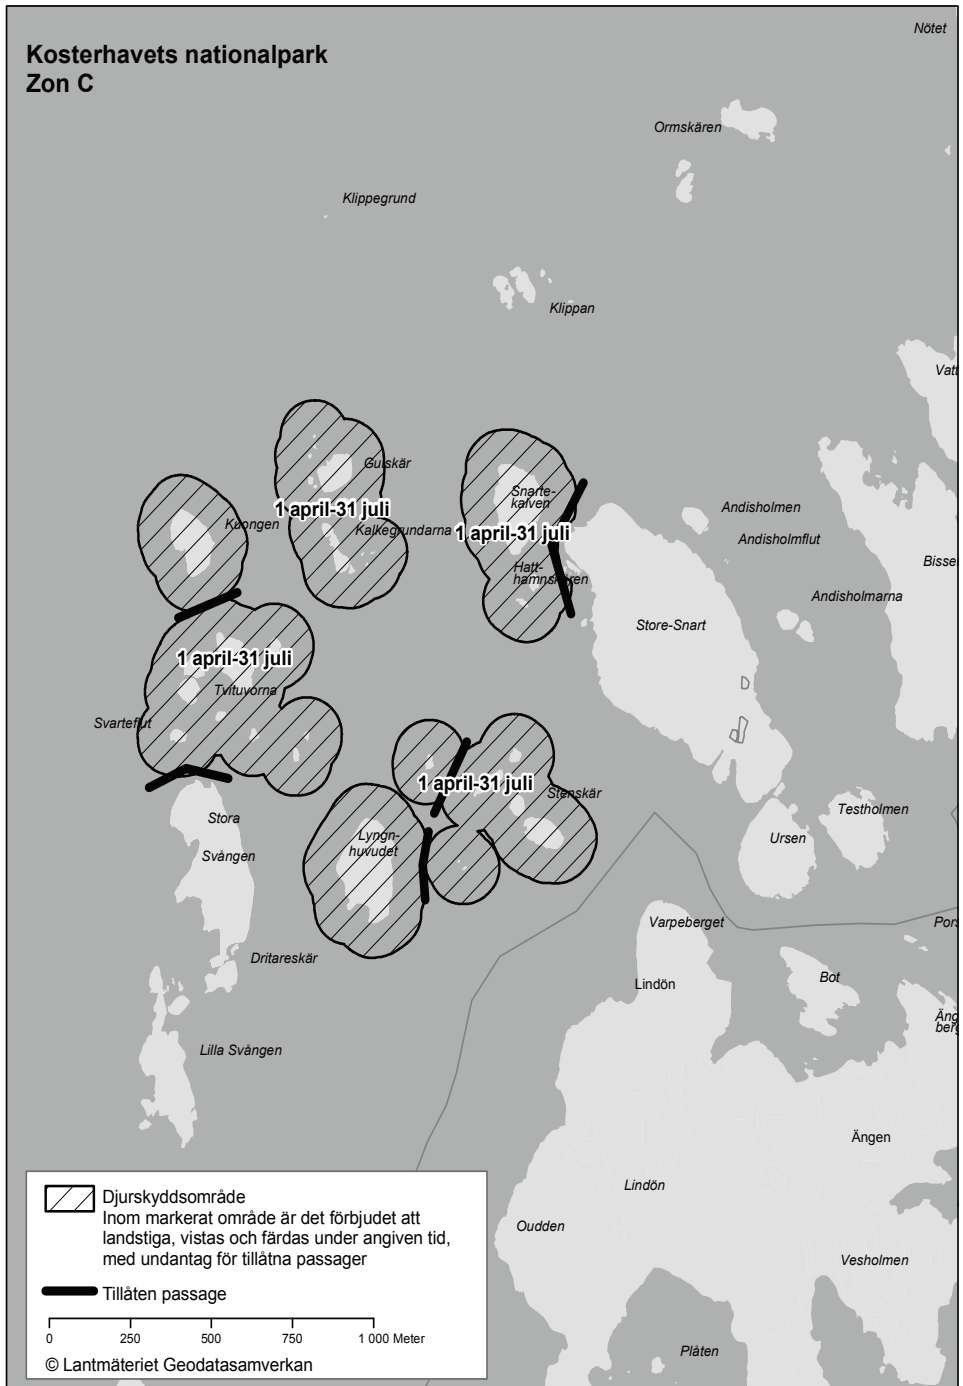 Kosterhavets nationalpark
Zon C
Nötet
Ormskären
Klippegrund
Klippan
Vatt
Gulskär
Snarte-
kalven
1 april-31 juli
Andisholmen
Kuongen
Kalkegrundarna
1 april-31 juli
Andisholmflut
Bisse
Hatt-
hamnskären
Andisholmarna
Store-Snart
1 april-31 juli
Tvituvorna
Svarteflut
1 april-31 juli
Stenskär
Testholmen
Stora
Svången
Lyngn-
huvudet
Ursen
Varpeberget
Pors
Dritareskär
Lindön
Bot
Äng
berg
Lilla Svången
Ängen
Lindön
Oudden
Vesholmen
Plåten
Djurskyddsområde
Inom markerat område är det förbjudet att
landstiga, vistas och färdas under angiven tid,
med undantag för tillåtna passager
Tillåten passage
0 250 500 750 1 000 Meter
© Lantmäteriet Geodatasamverkan